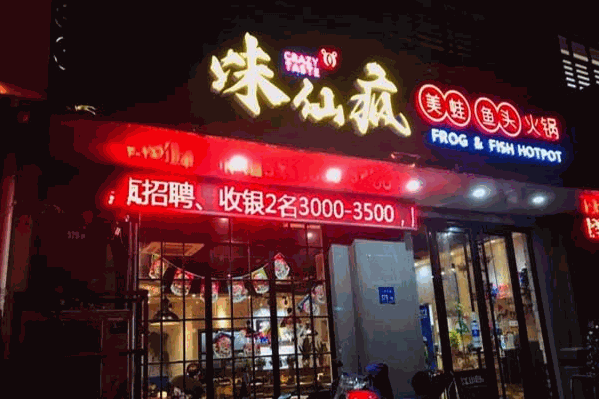 CRAZY
TASTE
味仙疯
美蛙鱼头火锅
FROG & FISH HOTPOT
招聘、收银2名3000-3500，